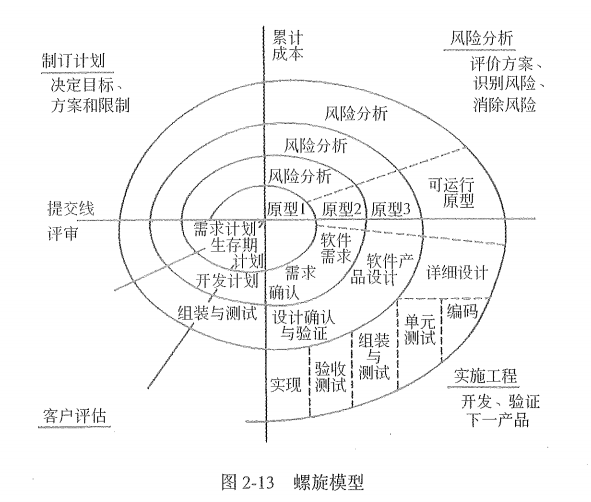 制订计划
决定目标、
方案和限制
累计
成本
风险分析
评价方案、
识别风险、
消除风险
风险分析
风险分析
风险分析
可运行
原型
提交线
评审
原型1
原型2
原型3
需求计划
生存期
计划
软件
需求
需求
确认
开发计划
软件产
品设计
详细设计
组装与测试
设计确认
与验证
组装
与
测试
单元
测试
编码
实现
验收
测试
实施工程
开发、验证
下一产品
客户评估
图 2-13 螺旋模型